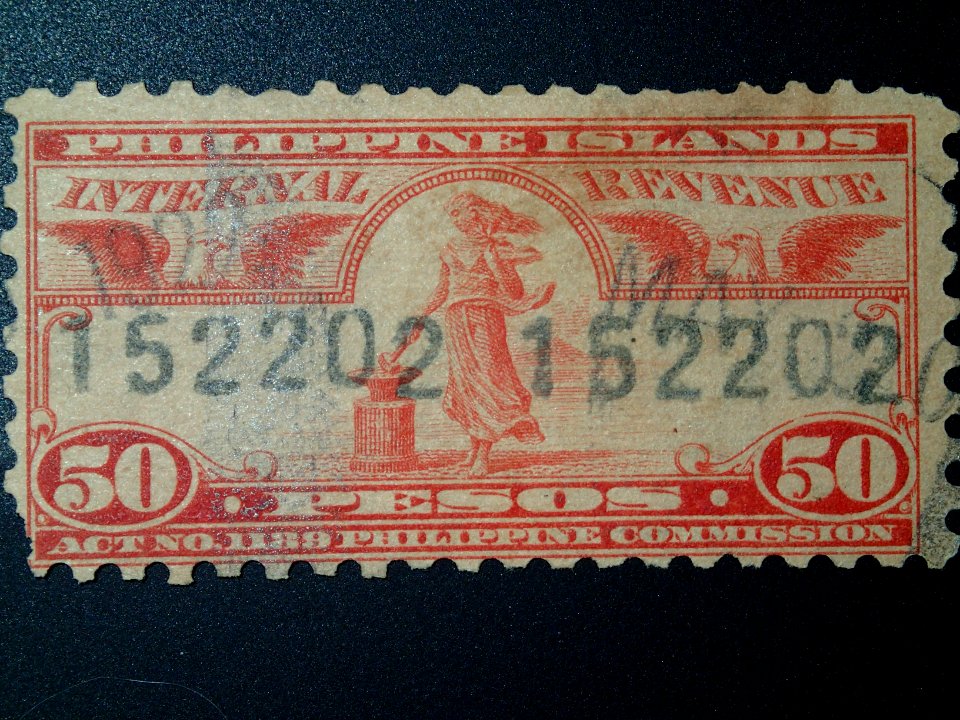 PHILIPPINE ISLANDS
INTERNAL REVENUE
152202 152202
50 PESOS 50
ACT NO. 1189 PHILIPPINE COMMISSION